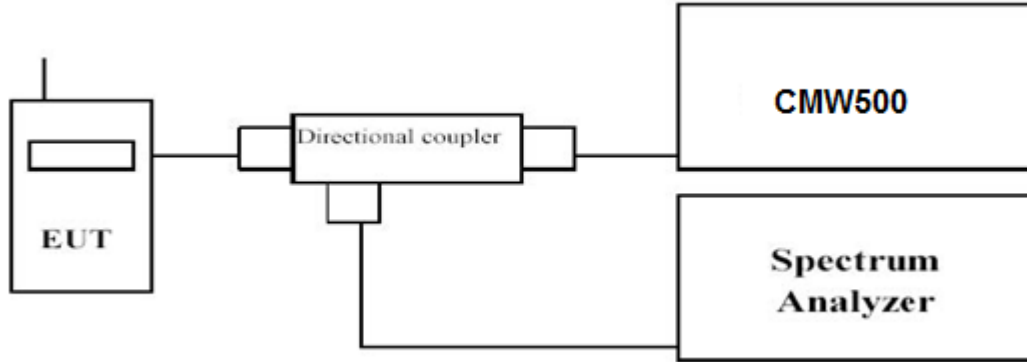 CMW500
Directional coupler
EUT
Spectrum
Analyzer